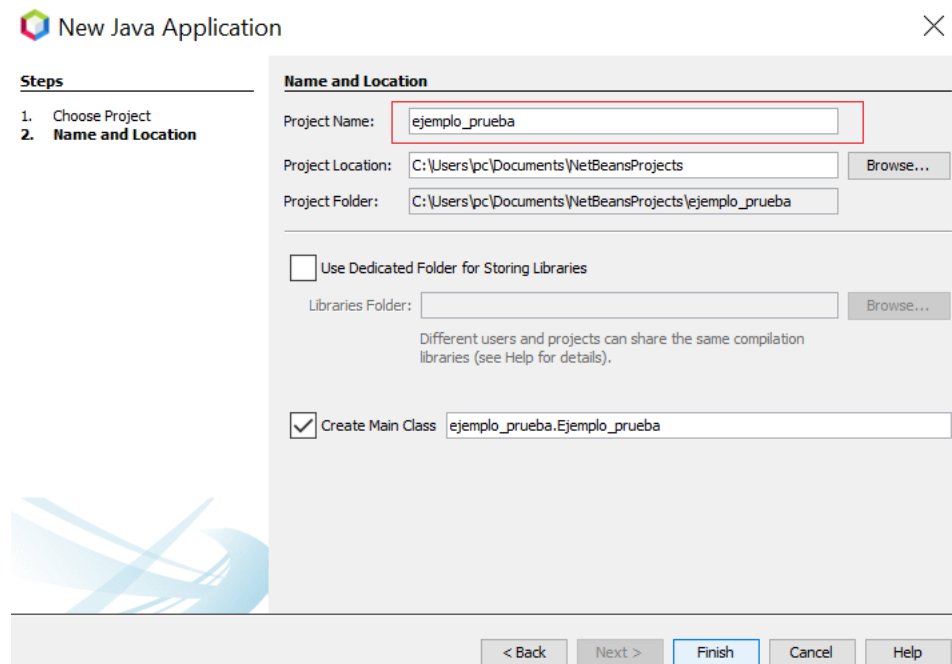 New Java Application
Steps
1. Choose Project
2. Name and Location
Name and Location
Project Name: ejemplo_prueba
Project Location: C:\Users\pc\Documents\NetBeansProjects Browse...
Project Folder: C:\Users\pc\Documents\NetBeansProjects\ejemplo_prueba
Use Dedicated Folder for Storing Libraries
Libraries Folder: Browse...
Different users and projects can share the same compilation
libraries (see Help for details).
Create Main Class ejemplo_prueba.Ejemplo_prueba
< Back Next > Finish Cancel Help